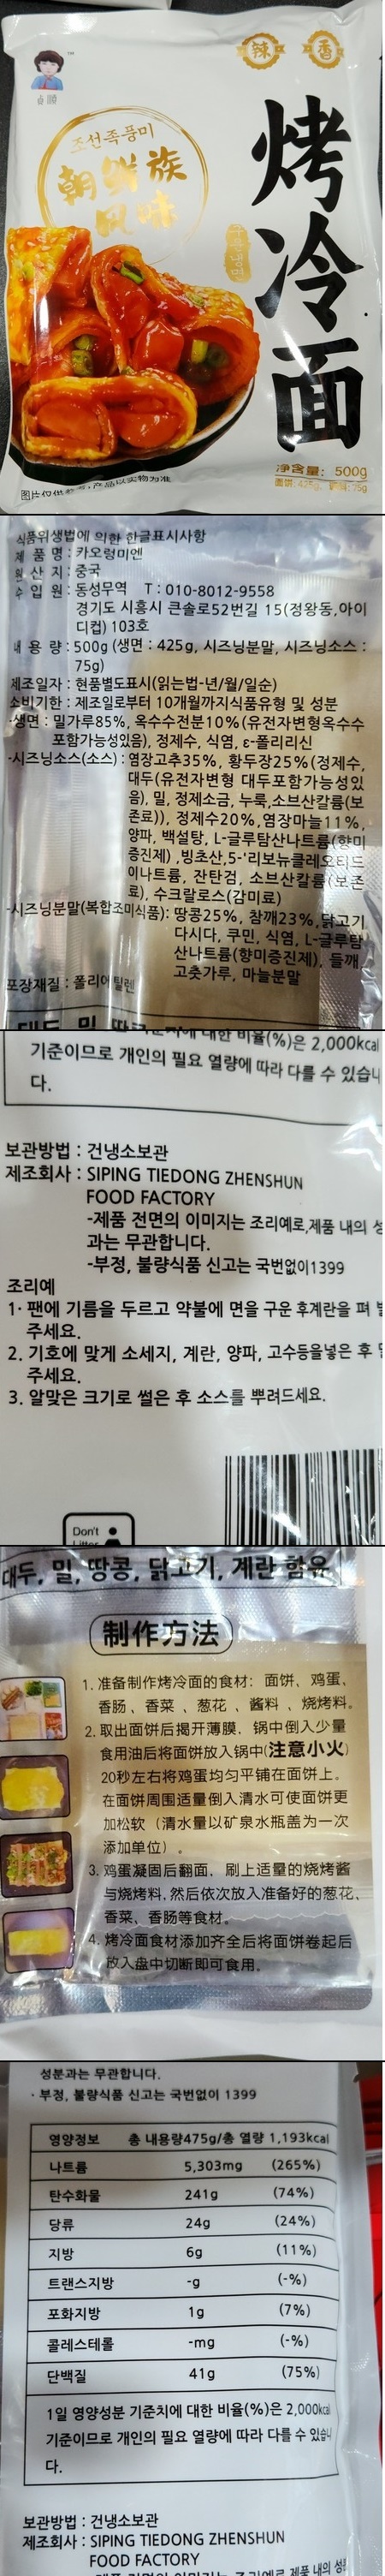 辣 香
TM
贞顺
조선족풍미
朝鲜族
风味
烤冷面
구운냉면
净含量: 500g
面饼: 425g, 酱料: 75g
图片仅供参考,产品以实物为准
식품위생법에 의한 한글표시사항
제 품 명 : 카오렁미엔
원 산 지 : 중국
수 입 원 : 동성무역 T : 010-8012-9558
경기도 시흥시 큰솔로52번길 15(정왕동,아이
디컵) 103호
내 용 량 : 500g (생면 : 425g, 시즈닝분말, 시즈닝소스 :
75g)
제조일자 : 현품별도표시(읽는법-년/월/일순)
소비기한 : 제조일로부터 10개월까지식품유형 및 성분
-생면 : 밀가루85%, 옥수수전분10%(유전자변형옥수수
포함가능성있음), 정제수, 식염, ε-폴리리신
-시즈닝소스(소스) : 염장고추35%, 황두장25%(정제수,
대두(유전자변형 대두포함가능성있
음), 밀, 정제소금, 누룩,소브산칼륨(보
존료)), 정제수20%,염장마늘11%,
양파, 백설탕, L-글루탐산나트륨(향미
증진제) ,빙초산,5-'리보뉴클레오티드
이나트륨, 잔탄검, 소브산칼륨(보존
료), 수크랄로스(감미료)
-시즈닝분말(복합조미식품): 땅콩25%, 참깨23%,닭고기
다시다, 쿠민, 식염, L-글루탐
산나트륨(향미증진제), 들깨,
고춧가루, 마늘분말
포장재질 : 폴리에틸렌
대두, 밀, 땅콩
대한 비율(%)은 2,000kcal
기준이므로 개인의 필요 열량에 따라 다를 수 있습니
다.
보관방법 : 건냉소보관
제조회사 : SIPING TIEDONG ZHENSHUN
FOOD FACTORY
-제품 전면의 이미지는 조리예로,제품 내의 성
과는 무관합니다.
-부정, 불량식품 신고는 국번없이1399
조리예
1· 팬에 기름을 두르고 약불에 면을 구운 후계란을 펴
주세요.
2. 기호에 맞게 소세지, 계란, 양파, 고수등을넣은 후
주세요.
3. 알맞은 크기로 썰은 후 소스를 뿌려드세요.
Don't
Litter
대두, 밀, 땅콩, 닭고기, 계란 함유
制作方法
1. 准备制作烤冷面的食材: 面饼、鸡蛋、
香肠、香菜、葱花、酱料、烧烤料。
2. 取出面饼后揭开薄膜, 锅中倒入少量
食用油后将面饼放入锅中(注意小火)
20秒左右将鸡蛋均匀平铺在面饼上。
在面饼周围适量倒入清水可使面饼更
加松软 (清水量以矿泉水瓶盖为一次
添加单位) 。
3. 鸡蛋凝固后翻面, 刷上适量的烧烤酱
与烧烤料,然后依次放入准备好的葱花、
香菜、香肠等食材。
4. 烤冷面食材添加齐全后将面饼卷起后
放入盘中切断即可食用。
성분과는 무관합니다.
· 부정, 불량식품 신고는 국번없이 1399
영양정보 총 내용량475g/총 열량 1,193kcal
나트륨 5,303mg (265%)
탄수화물 241g (74%)
당류 24g (24%)
지방 6g (11%)
트랜스지방 -g (-%)
포화지방 1g (7%)
콜레스테롤 -mg (-%)
단백질 41g (75%)
1일 영양성분 기준치에 대한 비율(%)은 2,000kcal
기준이므로 개인의 필요 열량에 따라 다를 수 있습니
다.
보관방법 : 건냉소보관
제조회사 : SIPING TIEDONG ZHENSHUN
FOOD FACTORY
-제품 전면의 이미지는 조리예로,제품 내의 성